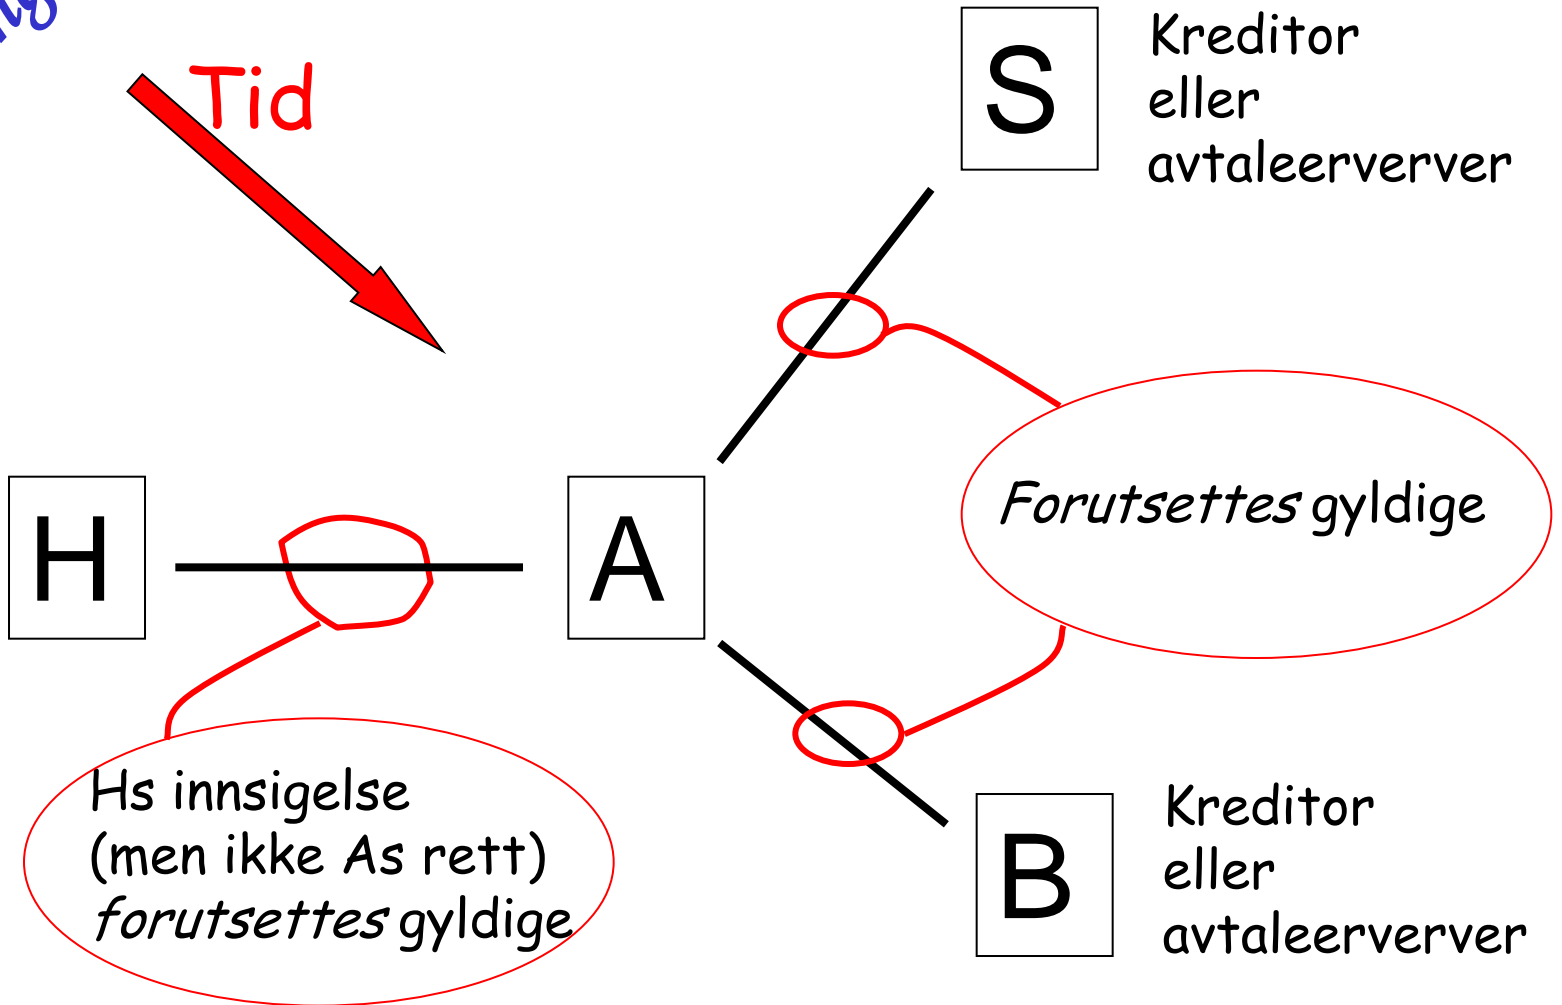 Tid
S
Kreditor
eller
avtaleerverver
H
A
Forutsettes gyldige
Hs innsigelse
(men ikke As rett)
forutsettes gyldige
B
Kreditor
eller
avtaleerverver